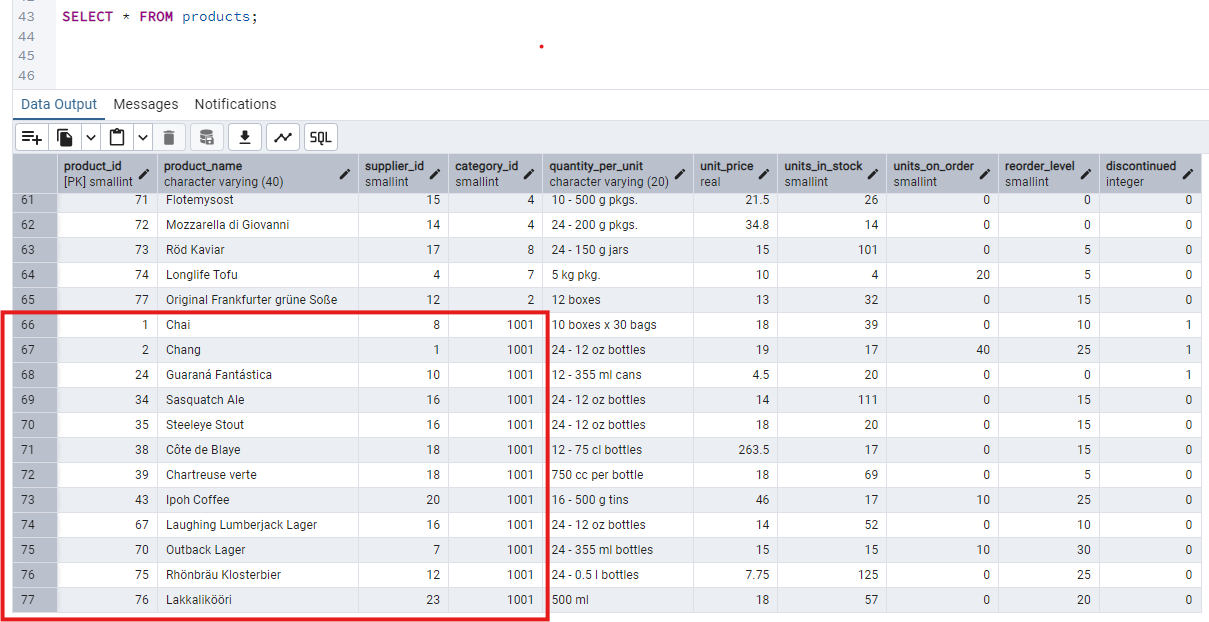 43 SELECT * FROM products;
44
45
46
Data Output Messages Notifications
SQL
product_id product_name supplier_id category_id quantity_per_unit unit_price units_in_stock units_on_order reorder_level discontinued
[PK] smallint character varying (40) smallint smallint character varying (20) real smallint smallint smallint integer
61 71 Flotemysost 15 4 10 - 500 g pkgs. 21.5 26 0 0 0
62 72 Mozzarella di Giovanni 14 4 24 - 200 g pkgs. 34.8 14 0 0 0
63 73 Röd Kaviar 17 8 24 - 150 g jars 15 101 0 5 0
64 74 Longlife Tofu 4 7 5 kg pkg. 10 4 20 5 0
65 77 Original Frankfurter grüne Soße 12 2 12 boxes 13 32 0 15 0
66 1 Chai 8 1001 10 boxes x 30 bags 18 39 0 10 1
67 2 Chang 1 1001 24 - 12 oz bottles 19 17 40 25 1
68 24 Guaraná Fantástica 10 1001 12 - 355 ml cans 4.5 20 0 0 1
69 34 Sasquatch Ale 16 1001 24 - 12 oz bottles 14 111 0 15 0
70 35 Steeleye Stout 16 1001 24 - 12 oz bottles 18 20 0 15 0
71 38 Côte de Blaye 18 1001 12 - 75 cl bottles 263.5 17 0 15 0
72 39 Chartreuse verte 18 1001 750 cc per bottle 18 69 0 5 0
73 43 Ipoh Coffee 20 1001 16 - 500 g tins 46 17 10 25 0
74 67 Laughing Lumberjack Lager 16 1001 24 - 12 oz bottles 14 52 0 10 0
75 70 Outback Lager 7 1001 24 - 355 ml bottles 15 15 10 30 0
76 75 Rhönbräu Klosterbier 12 1001 24 - 0.5 l bottles 7.75 125 0 25 0
77 76 Lakkalikööri 23 1001 500 ml 18 57 0 20 0